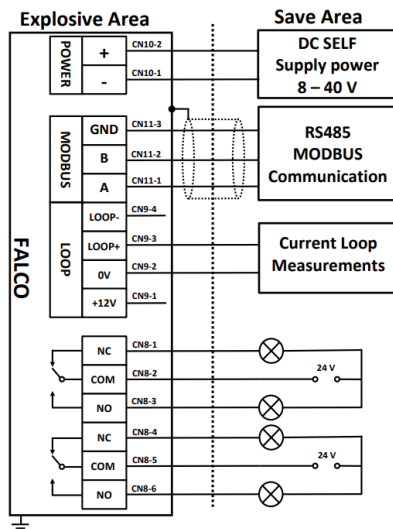 Explosive Area
Save Area
POWER
+
CN10-2
-
CN10-1
DC SELF
Supply power
8 – 40 V
MODBUS
GND
CN11-3
B
CN11-2
A
CN11-1
RS485
MODBUS
Communication
LOOP
LOOP-
CN9-4
LOOP+
CN9-3
0V
CN9-2
+12V
CN9-1
Current Loop
Measurements
FALCO
NC
CN8-1
COM
CN8-2
24 V
NO
CN8-3
NC
CN8-4
COM
CN8-5
24 V
NO
CN8-6